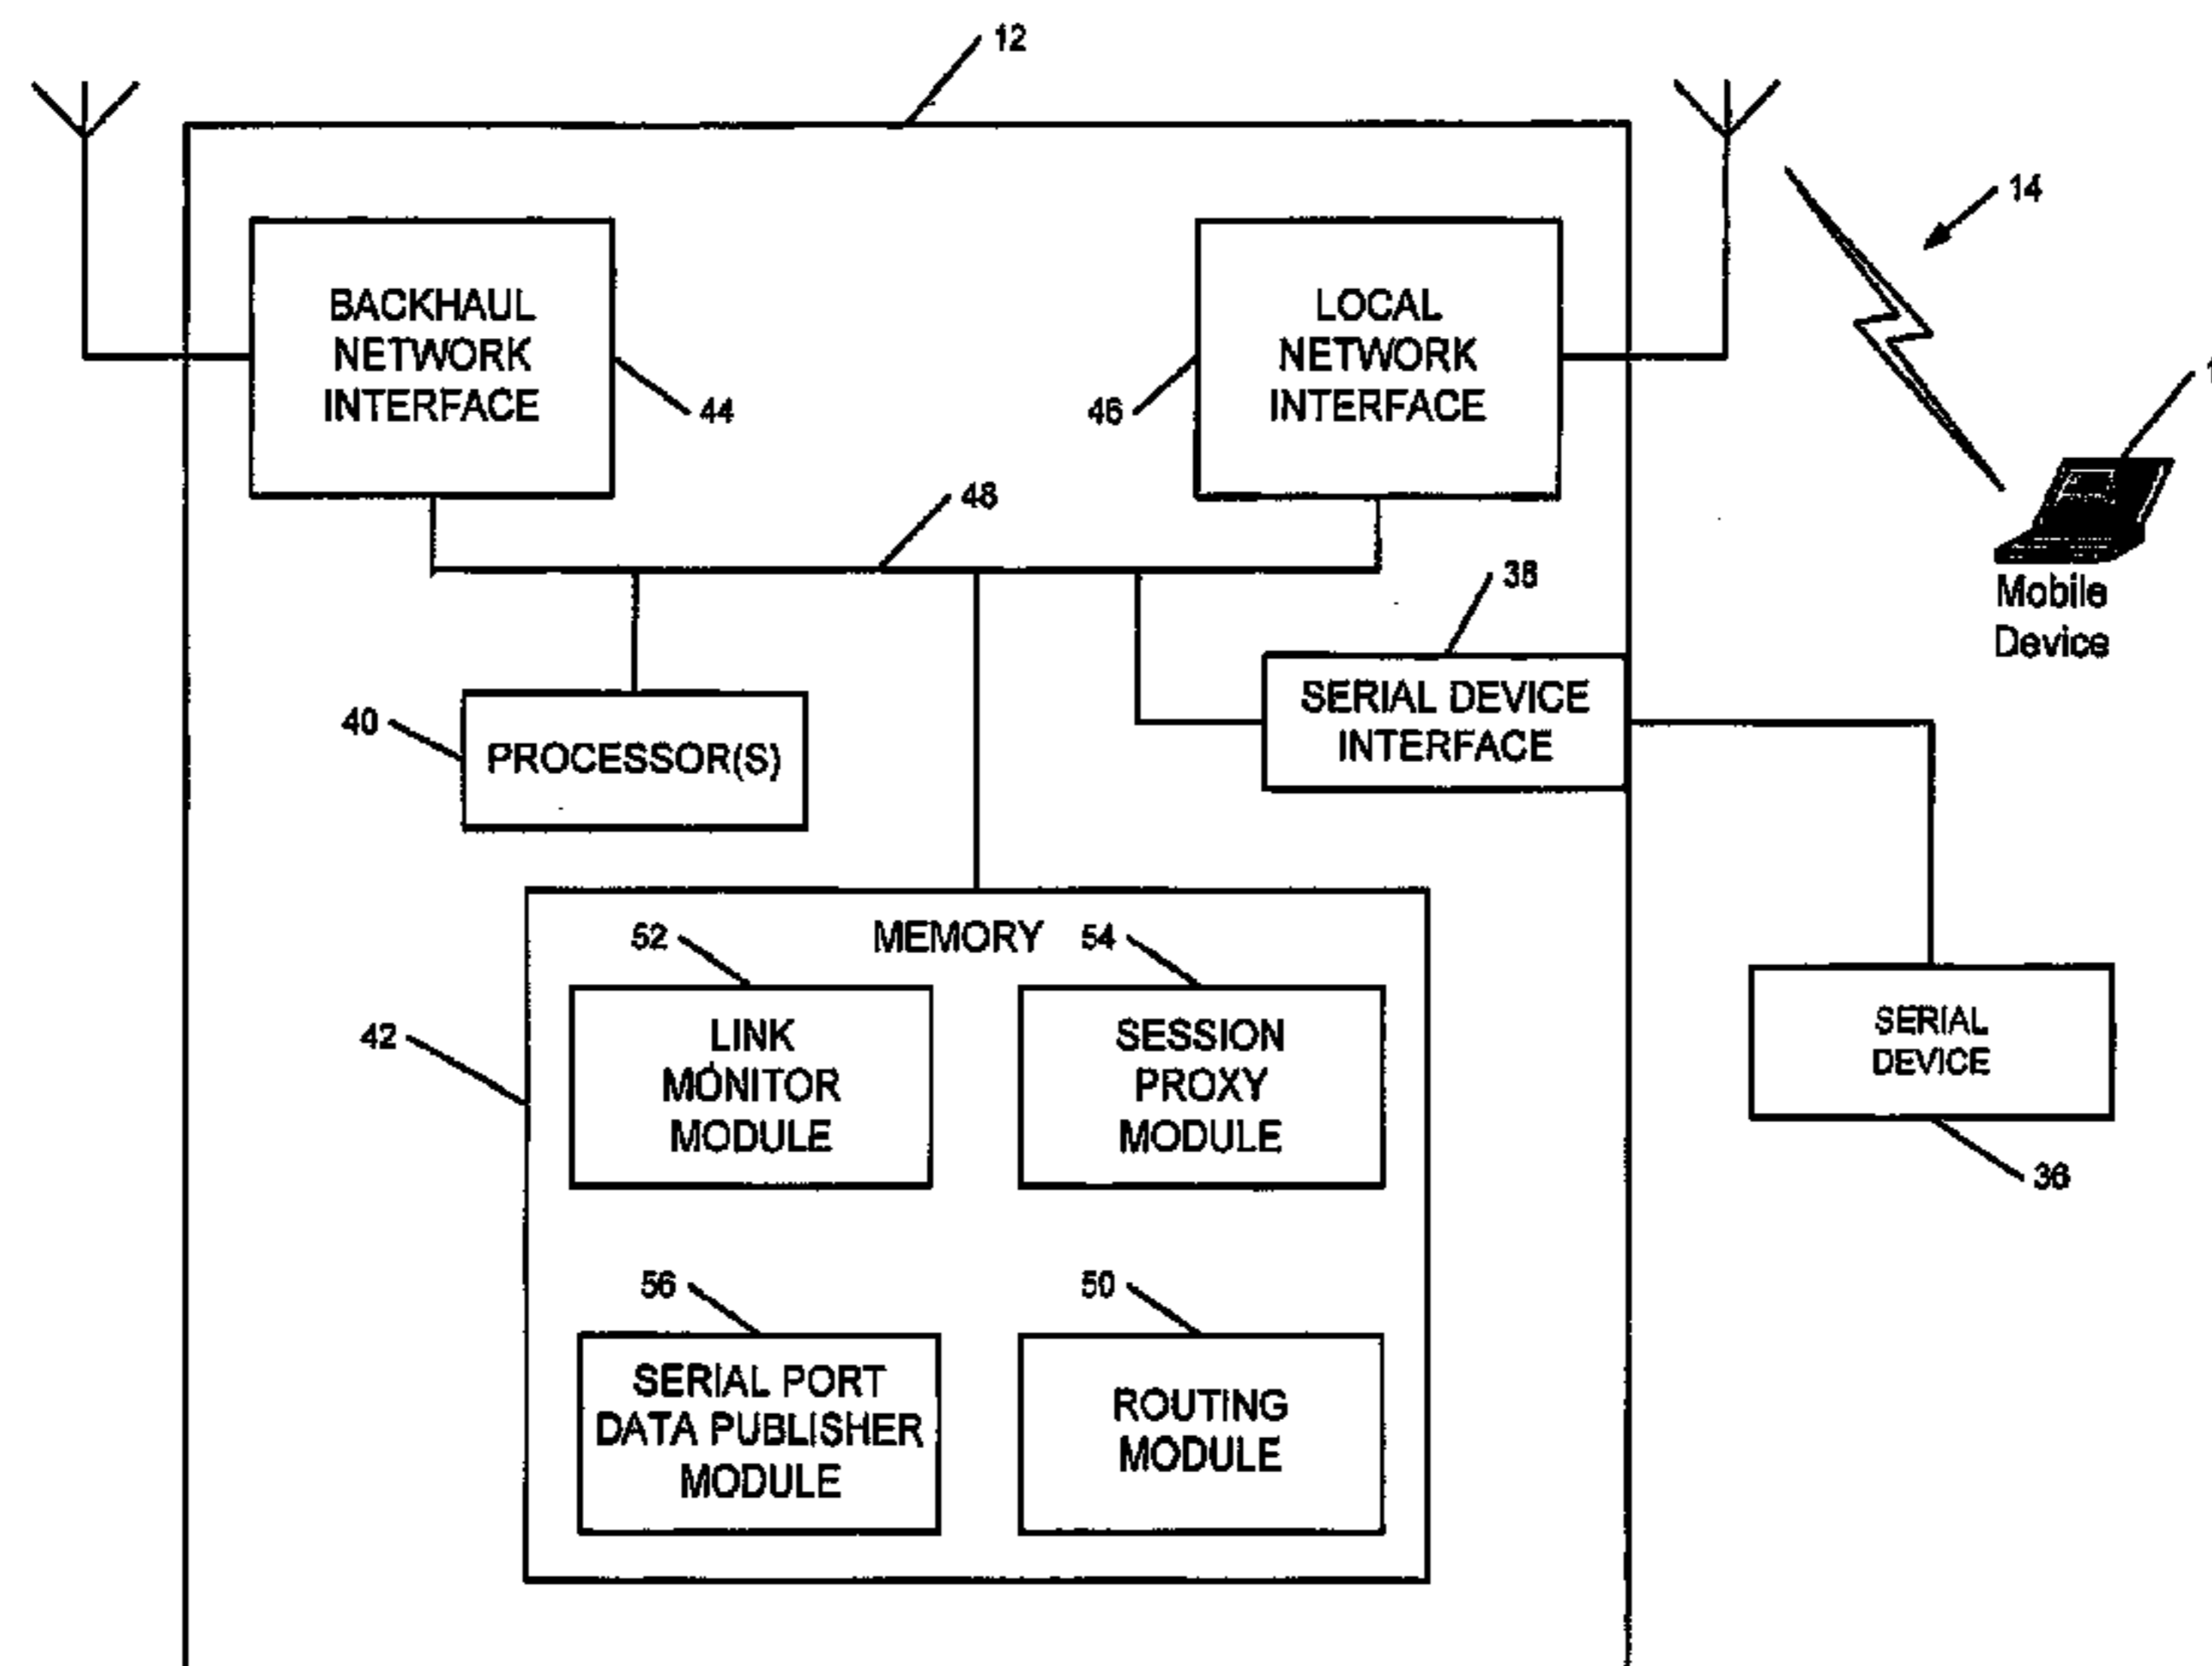 12
14
BACKHAUL
NETWORK
INTERFACE
44
LOCAL
NETWORK
INTERFACE
46
48
Mobile
Device
38
SERIAL DEVICE
INTERFACE
40
PROCESSOR(S)
MEMORY
52
54
42
LINK
MONITOR
MODULE
SESSION
PROXY
MODULE
SERIAL
DEVICE
36
56
50
SERIAL PORT
DATA PUBLISHER
MODULE
ROUTING
MODULE